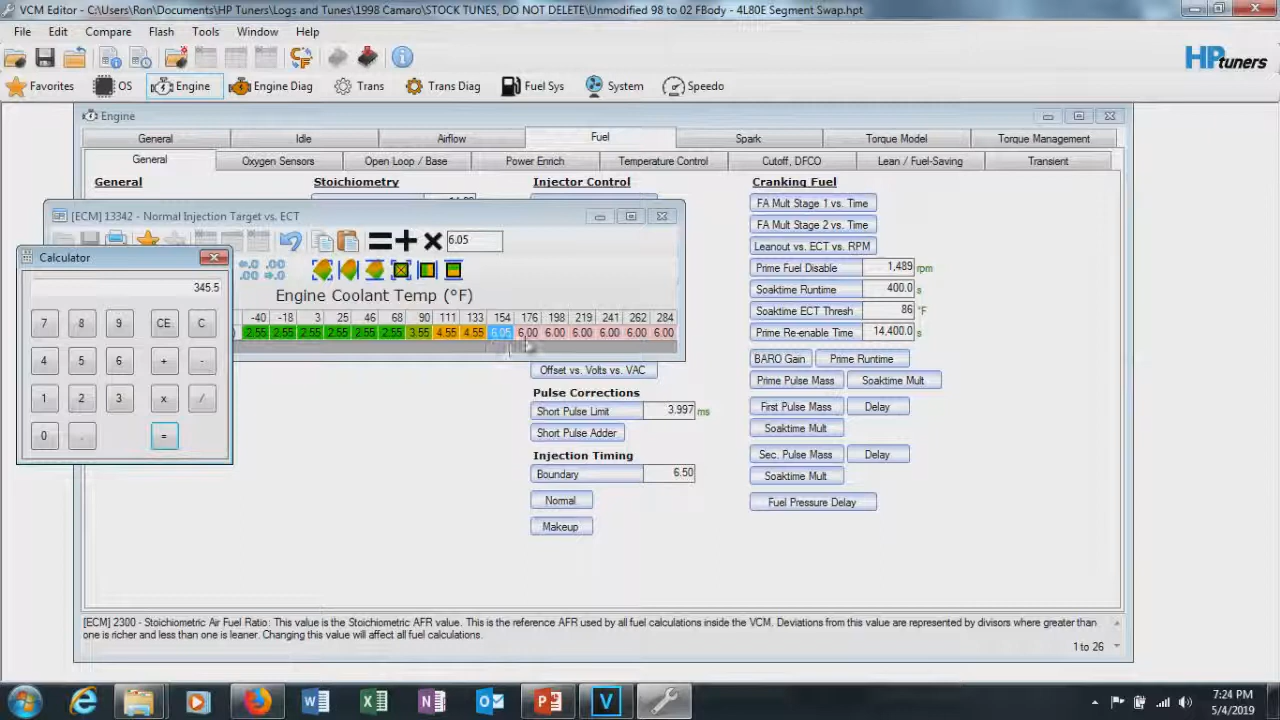 VCM Editor - C:\Users\Ron\Documents\HP Tuners\Logs and Tunes\1998 Camaro\STOCK TUNES, DO NOT DELETE\Unmodified 98 to 02 FBody - 4L80E Segment Swap.hpt
File Edit Compare Flash Tools Window Help
HPtuners
Favorites OS Engine Engine Diag Trans Trans Diag Fuel Sys System Speedo
Engine
General Idle Airflow Fuel Spark Torque Model Torque Management
General Oxygen Sensors Open Loop / Base Power Enrich Temperature Control Cutoff, DFCO Lean / Fuel-Saving Transient
General Stoichiometry Injector Control Cranking Fuel
FA Mult Stage 1 vs. Time
FA Mult Stage 2 vs. Time
Leanout vs. ECT vs. RPM
Prime Fuel Disable 1,489 rpm
Soaktime Runtime 400.0 s
Soaktime ECT Thresh 86 °F
Prime Re-enable Time 14,400.0 s
BARO Gain Prime Runtime
Prime Pulse Mass Soaktime Mult
First Pulse Mass Delay
Soaktime Mult
Sec. Pulse Mass Delay
Soaktime Mult
Fuel Pressure Delay
[ECM] 13342 - Normal Injection Target vs. ECT
6.05
Engine Coolant Temp (°F)
-40 -18 3 25 46 68 90 111 133 154 176 198 219 241 262 284
2.55 2.55 2.55 2.55 2.55 2.55 3.55 4.55 4.55 6.05 6.00 6.00 6.00 6.00 6.00 6.00
Offset vs. Volts vs. VAC
Pulse Corrections
Short Pulse Limit 3.997 ms
Short Pulse Adder
Injection Timing
Boundary 6.50
Normal
Makeup
Calculator
345.5
7 8 9 CE C
4 5 6 + -
1 2 3 x /
0 . =
[ECM] 2300 - Stoichiometric Air Fuel Ratio: This value is the Stoichiometric AFR value. This is the reference AFR used by all fuel calculations inside the VCM. Deviations from this value are represented by divisors where greater than
one is richer and less than one is leaner. Changing this value will affect all fuel calculations.
1 to 26
7:24 PM
5/4/2019